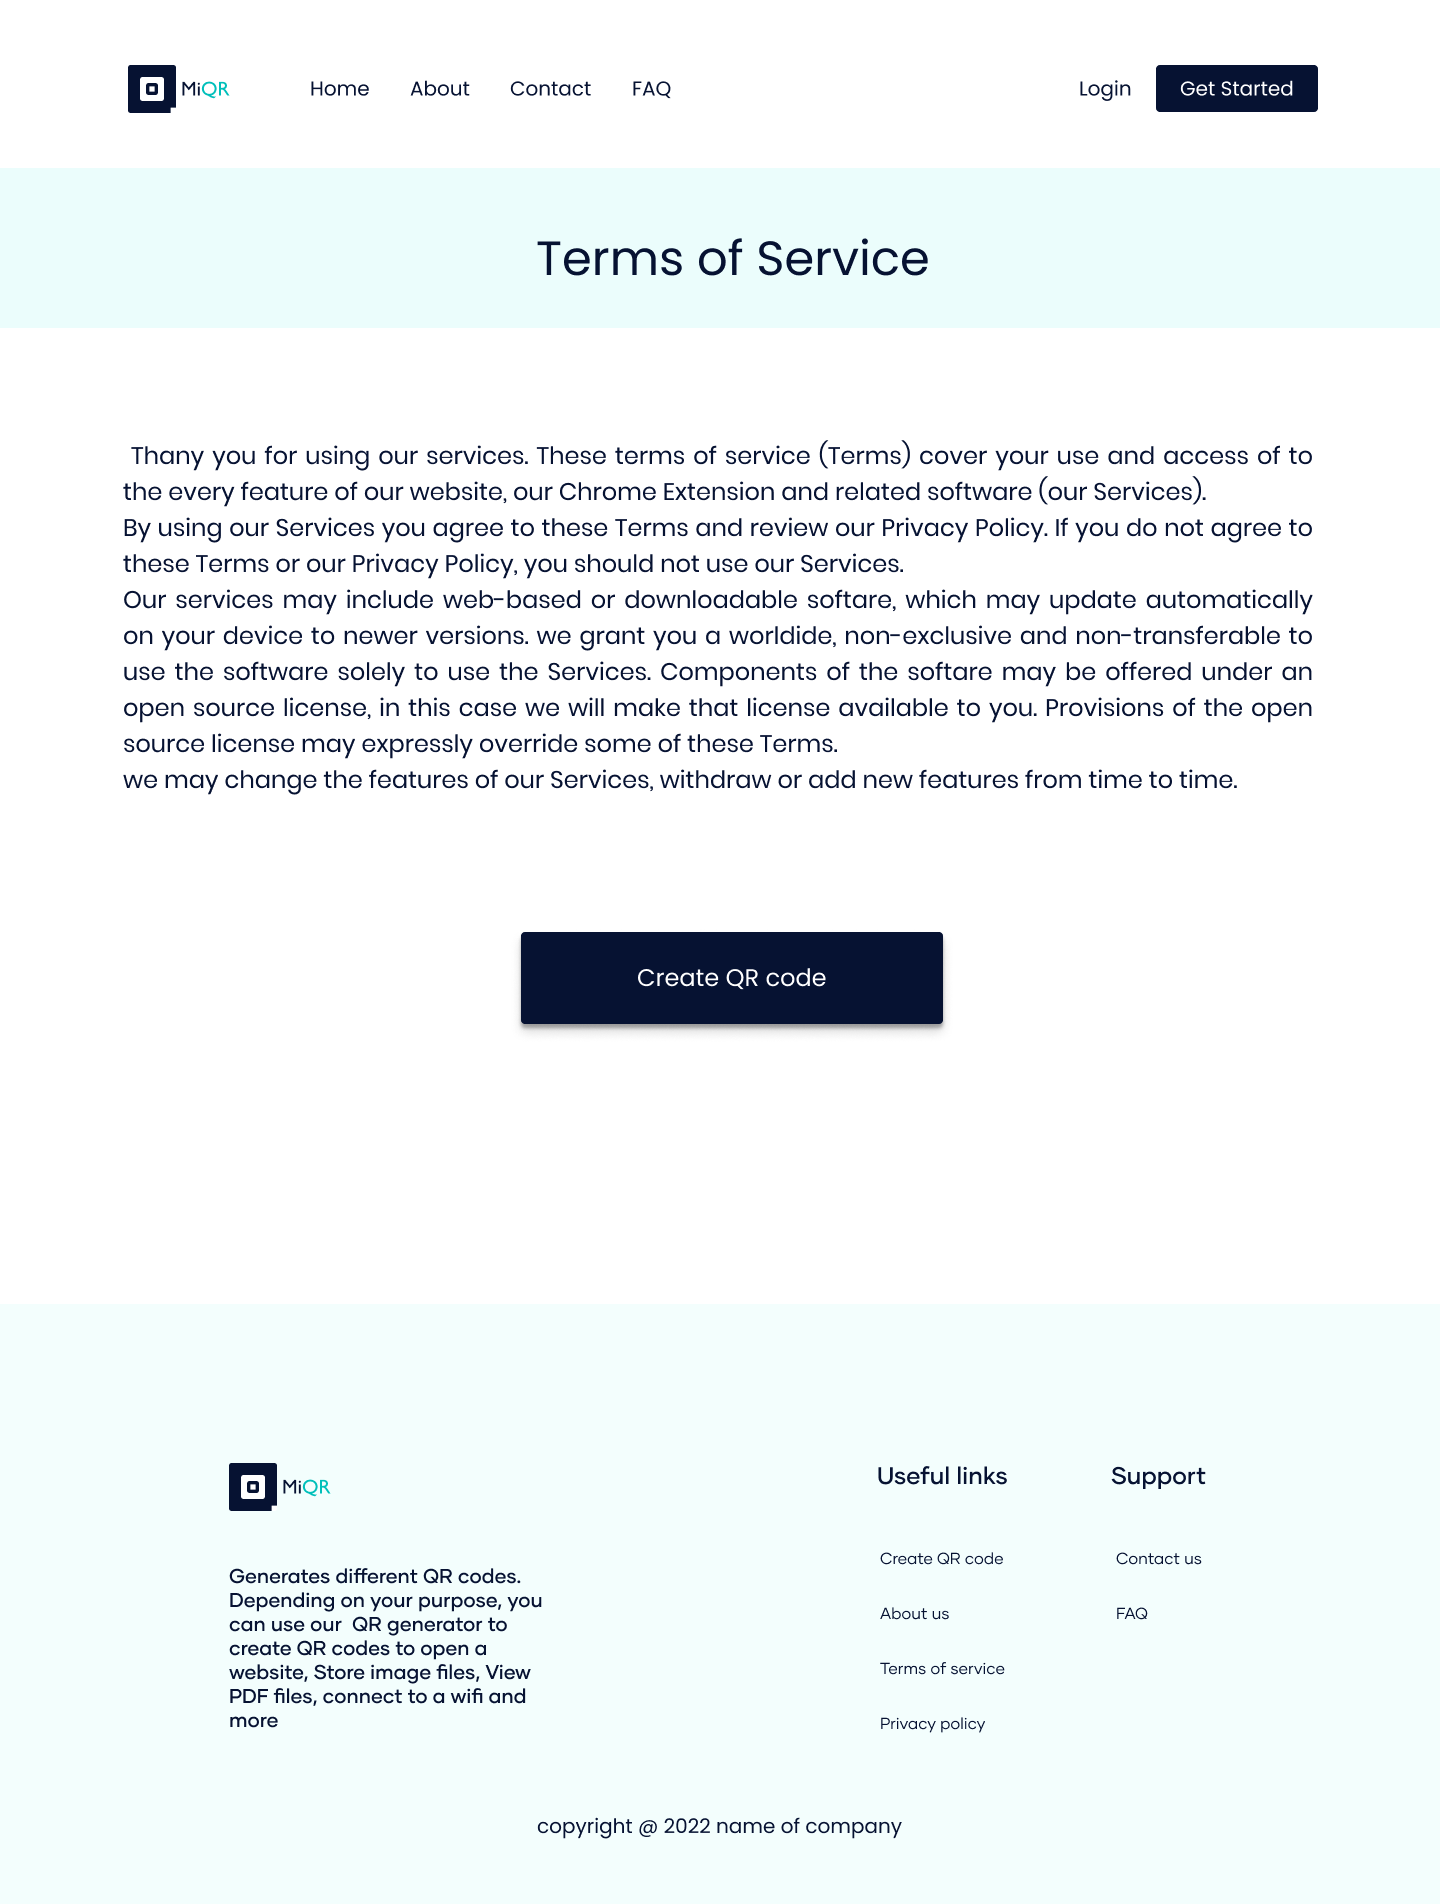 MiQR Home About Contact FAQ Login Get Started
Terms of Service
Thany you for using our services. These terms of service (Terms) cover your use and access of to
the every feature of our website, our Chrome Extension and related software (our Services).
By using our Services you agree to these Terms and review our Privacy Policy. If you do not agree to
these Terms or our Privacy Policy, you should not use our Services.
Our services may include web-based or downloadable softare, which may update automatically
on your device to newer versions. we grant you a worldide, non-exclusive and non-transferable to
use the software solely to use the Services. Components of the softare may be offered under an
open source license, in this case we will make that license available to you. Provisions of the open
source license may expressly override some of these Terms.
we may change the features of our Services, withdraw or add new features from time to time.
Create QR code
MiQR
Generates different QR codes.
Depending on your purpose, you
can use our QR generator to
create QR codes to open a
website, Store image files, View
PDF files, connect to a wifi and
more
Useful links
Create QR code
About us
Terms of service
Privacy policy
Support
Contact us
FAQ
copyright @ 2022 name of company